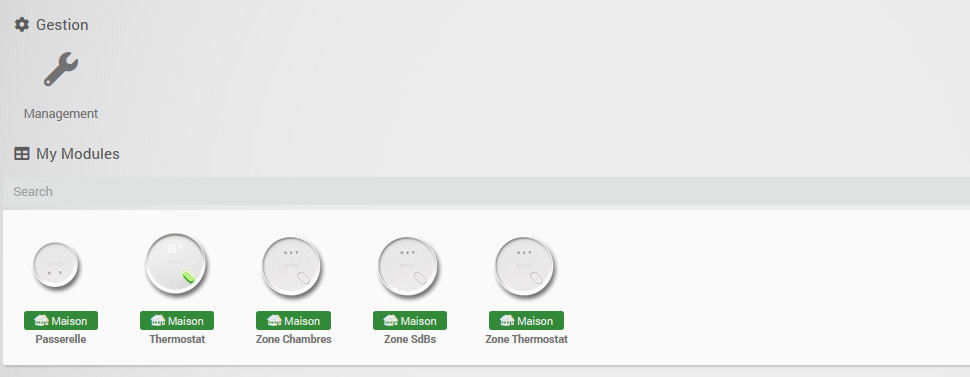 Gestion
Management
My Modules
Search
Maison
Passerelle
Maison
Thermostat
Maison
Zone Chambres
Maison
Zone SdBs
Maison
Zone Thermostat